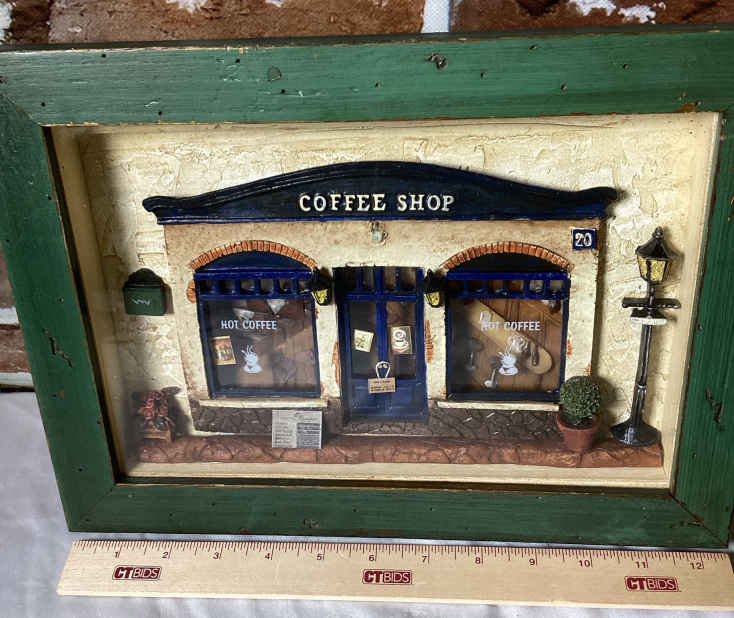 COFFEE SHOP
20
HOT COFFEE
HOT COFFEE
1 2 3 4 5 6 7 8 9 10 11 12
CTBIDS CTBIDS CTBIDS